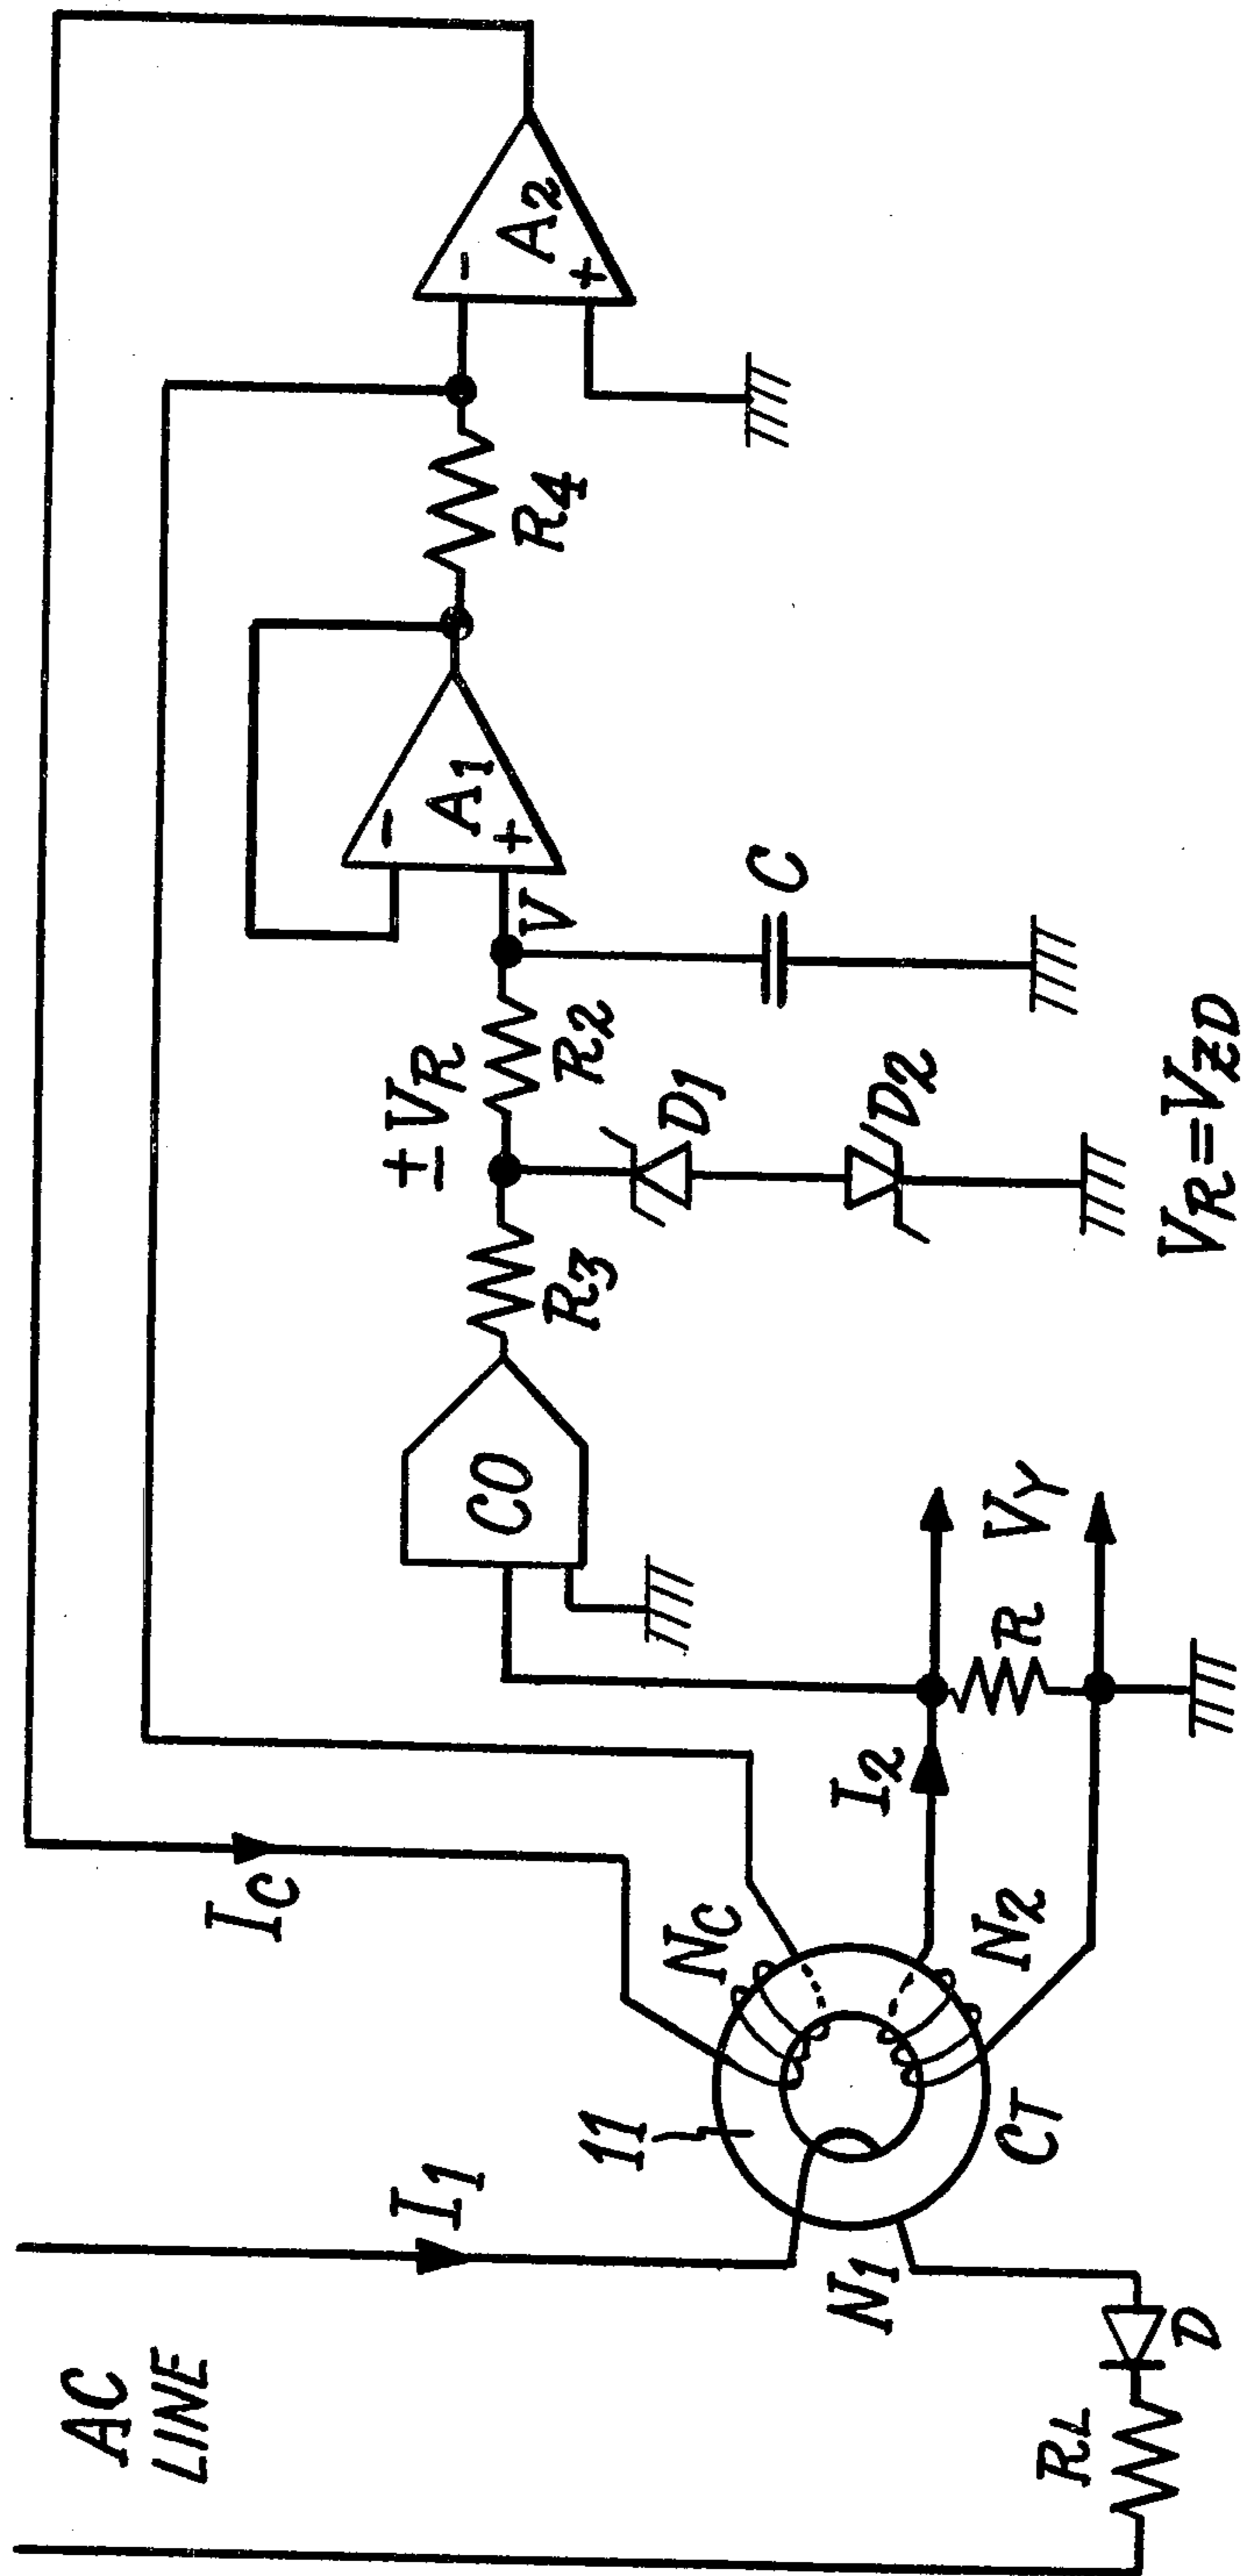 AC
LINE
I1
IC
11
NC
N1
N2
CT
D
RL
I2
R
VY
CO
R3
±VR
R2
D1
D2
V
C
VR=VZD
-
A1
+
R4
-
A2
+